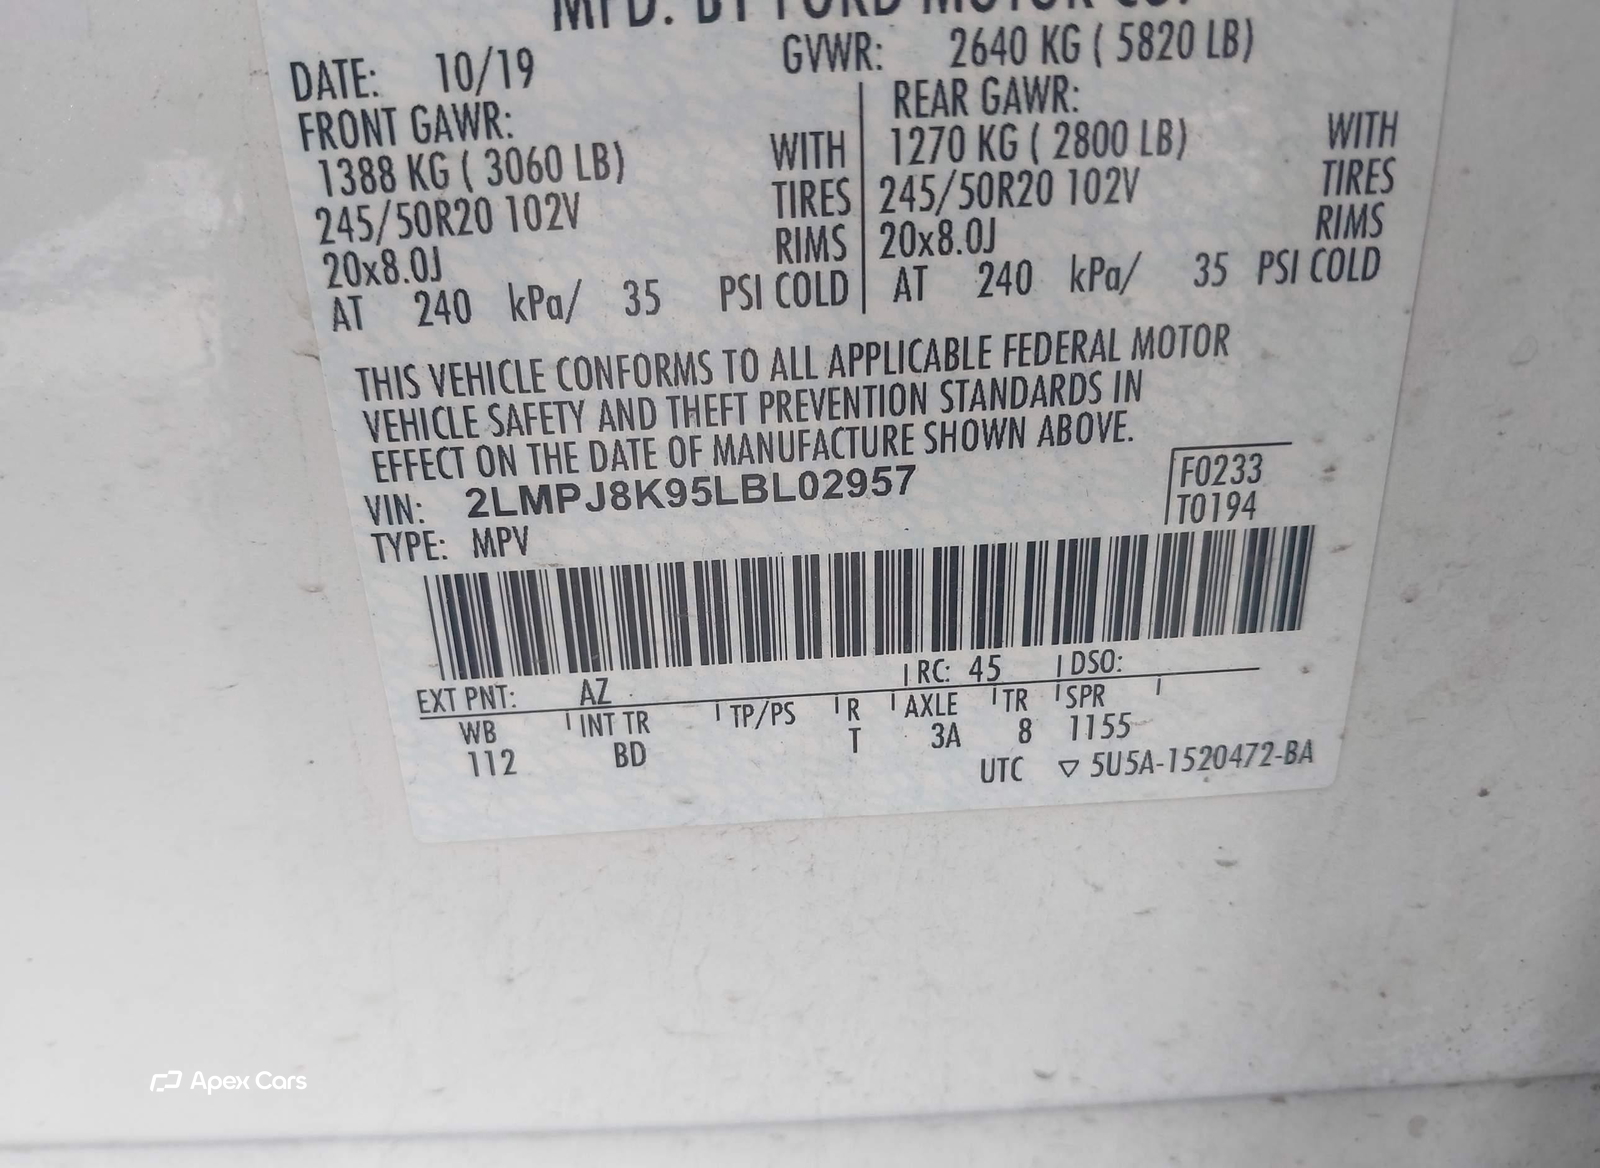 MFD. BY FORD MOTOR CO.
DATE: 10/19 GVWR: 2640 KG ( 5820 LB)
FRONT GAWR: REAR GAWR:
1388 KG ( 3060 LB) WITH 1270 KG ( 2800 LB) WITH
245/50R20 102V TIRES 245/50R20 102V TIRES
20x8.0J RIMS 20x8.0J RIMS
AT 240 kPa/ 35 PSI COLD AT 240 kPa/ 35 PSI COLD
THIS VEHICLE CONFORMS TO ALL APPLICABLE FEDERAL MOTOR
VEHICLE SAFETY AND THEFT PREVENTION STANDARDS IN
EFFECT ON THE DATE OF MANUFACTURE SHOWN ABOVE.
VIN: 2LMPJ8K95LBL02957 F0233
TYPE: MPV T0194
EXT PNT: AZ RC: 45 DSO:
WB INT TR TP/PS R AXLE TR SPR
112 BD T 3A 8 1155
UTC ▽ 5U5A-1520472-BA
Apex Cars